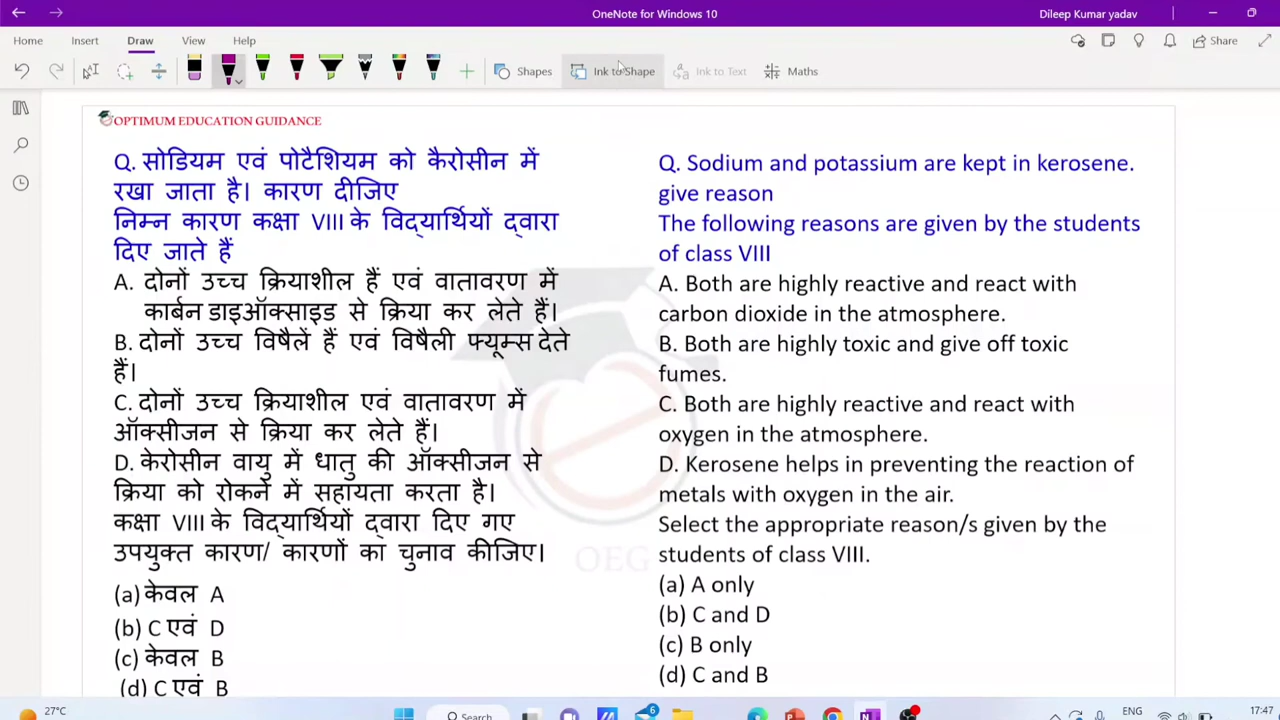 OneNote for Windows 10
Dileep Kumar yadav
Home Insert Draw View Help
Share
Shapes
Ink to Shape
Ink to Text
Maths
OPTIMUM EDUCATION GUIDANCE
Q. सोडियम एवं पोटैशियम को कैरोसीन में
रखा जाता है। कारण दीजिए
निम्न कारण कक्षा VIII के विद्यार्थियों द्वारा
दिए जाते हैं
A. दोनों उच्च क्रियाशील हैं एवं वातावरण में
कार्बन डाइऑक्साइड से क्रिया कर लेते हैं।
B. दोनों उच्च विषैलें हैं एवं विषैली फ्यूम्स देते
हैं।
C. दोनों उच्च क्रियाशील एवं वातावरण में
ऑक्सीजन से क्रिया कर लेते हैं।
D. केरोसीन वायु में धातु की ऑक्सीजन से
क्रिया को रोकने में सहायता करता है।
कक्षा VIII के विद्यार्थियों द्वारा दिए गए
उपयुक्त कारण/ कारणों का चुनाव कीजिए।
(a) केवल A
(b) C एवं D
(c) केवल B
(d) C एवं B
Q. Sodium and potassium are kept in kerosene.
give reason
The following reasons are given by the students
of class VIII
A. Both are highly reactive and react with
carbon dioxide in the atmosphere.
B. Both are highly toxic and give off toxic
fumes.
C. Both are highly reactive and react with
oxygen in the atmosphere.
D. Kerosene helps in preventing the reaction of
metals with oxygen in the air.
Select the appropriate reason/s given by the
students of class VIII.
(a) A only
(b) C and D
(c) B only
(d) C and B
OEG
27°C
Search
6
ENG
17:47